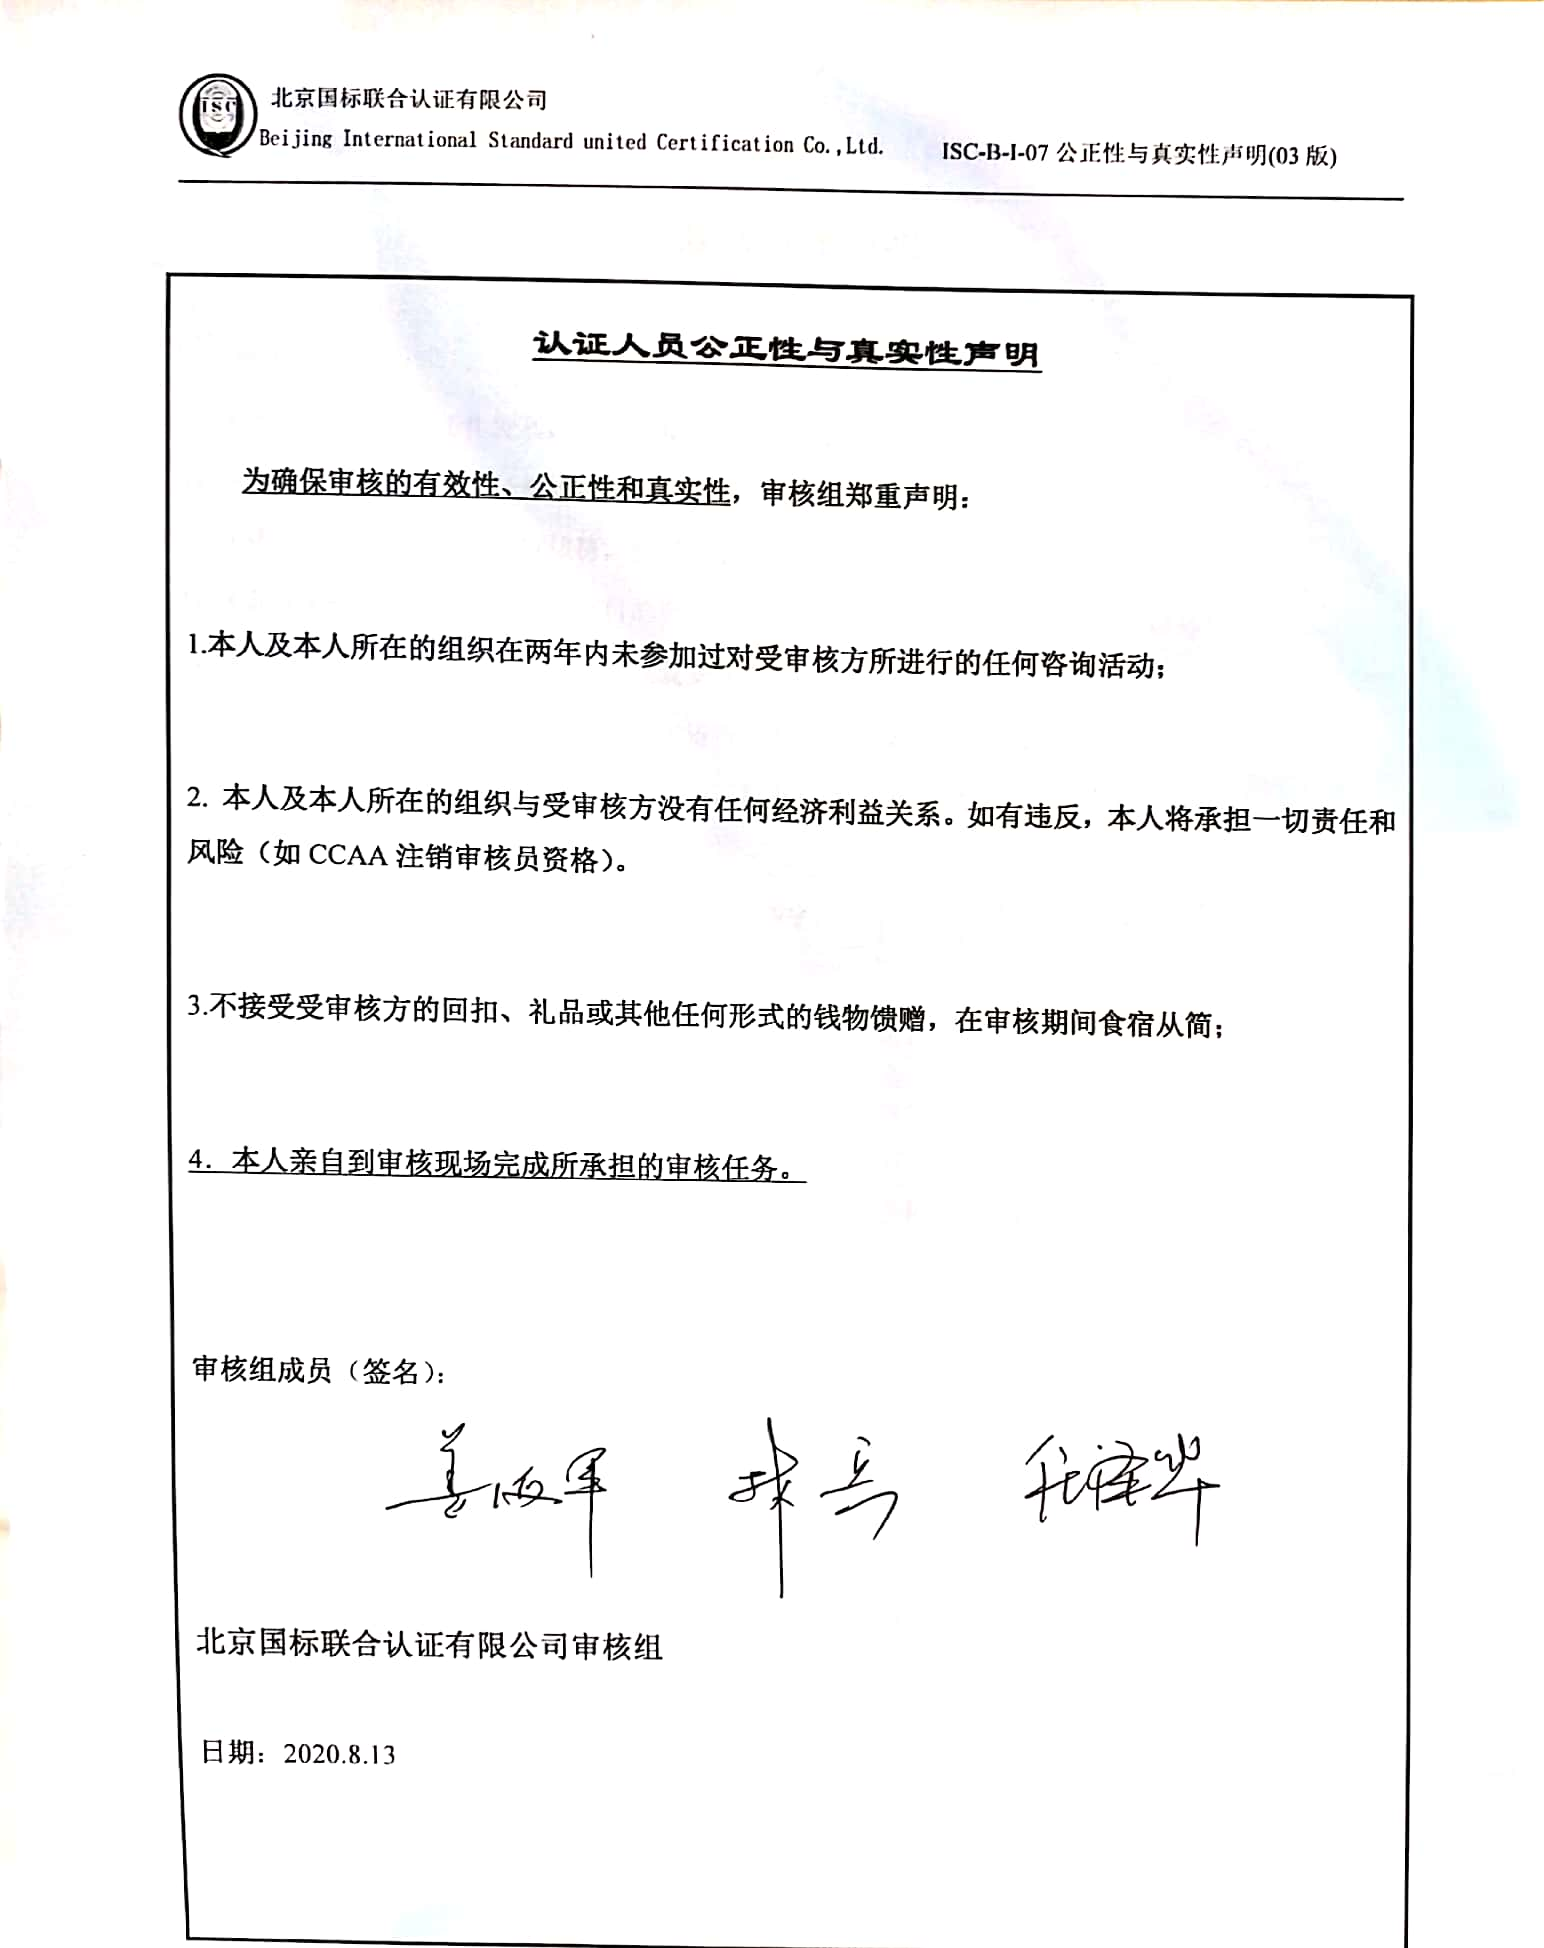 ISC
北京国标联合认证有限公司
Beijing International Standard united Certification Co.,Ltd.
ISC-B-I-07 公正性与真实性声明(03 版)
认证人员公正性与真实性声明
为确保审核的有效性、公正性和真实性，审核组郑重声明：
1.本人及本人所在的组织在两年内未参加过对受审核方所进行的任何咨询活动；
2. 本人及本人所在的组织与受审核方没有任何经济利益关系。如有违反，本人将承担一切责任和
风险（如 CCAA 注销审核员资格）。
3.不接受受审核方的回扣、礼品或其他任何形式的钱物馈赠，在审核期间食宿从简；
4．本人亲自到审核现场完成所承担的审核任务。
审核组成员（签名）：
北京国标联合认证有限公司审核组
日期：2020.8.13